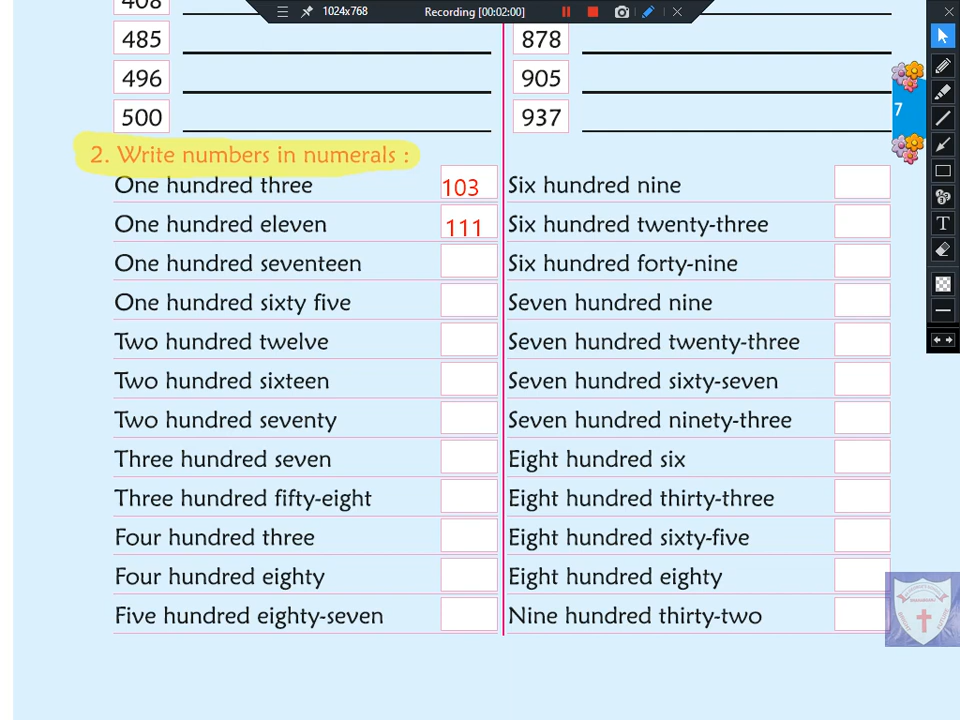 1024x768 Recording [00:02:00]
408
485 878
496 905
500 937
7
2. Write numbers in numerals :
One hundred three 103 Six hundred nine
One hundred eleven 111 Six hundred twenty-three
One hundred seventeen Six hundred forty-nine
One hundred sixty five Seven hundred nine
Two hundred twelve Seven hundred twenty-three
Two hundred sixteen Seven hundred sixty-seven
Two hundred seventy Seven hundred ninety-three
Three hundred seven Eight hundred six
Three hundred fifty-eight Eight hundred thirty-three
Four hundred three Eight hundred sixty-five
Four hundred eighty Eight hundred eighty
Five hundred eighty-seven Nine hundred thirty-two